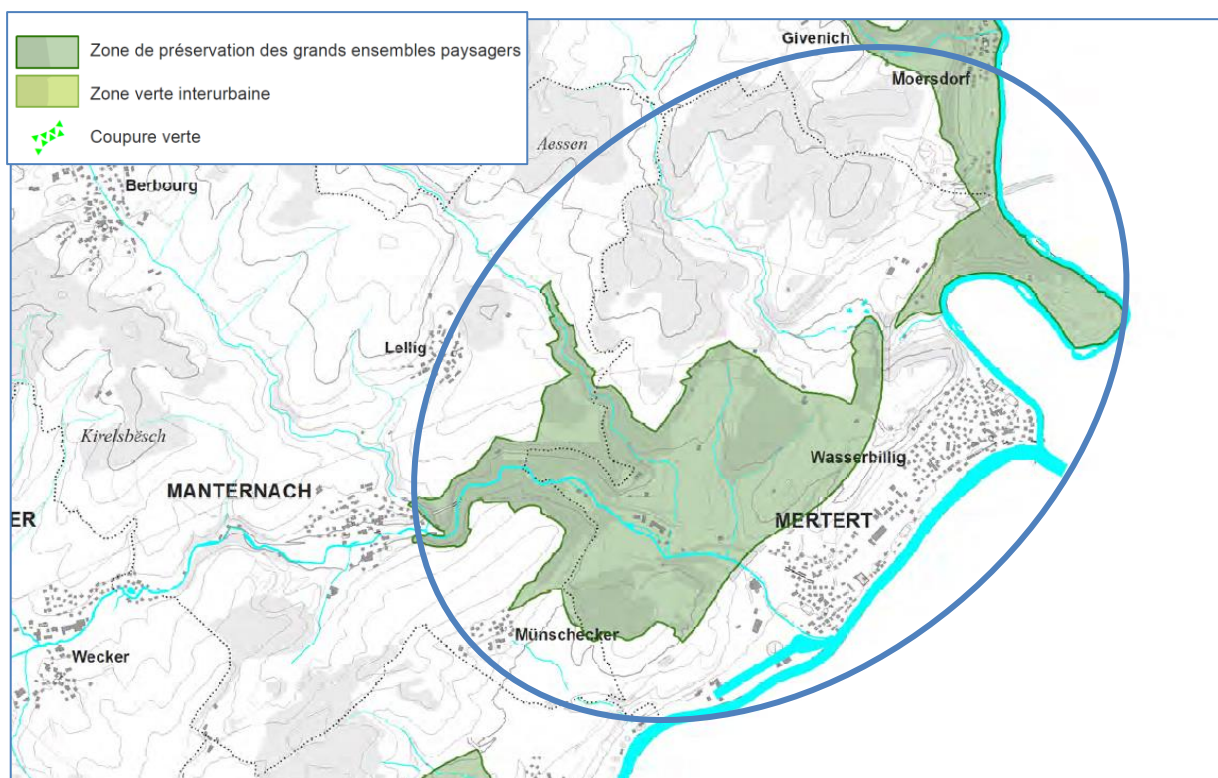 Zone de préservation des grands ensembles paysagers
Zone verte interurbaine
Coupure verte
Givenich
Moersdorf
Aessen
Berbourg
Lellig
Kirelsbësch
Wasserbillig
MANTERNACH
ER
MERTERT
Münschecker
Wecker